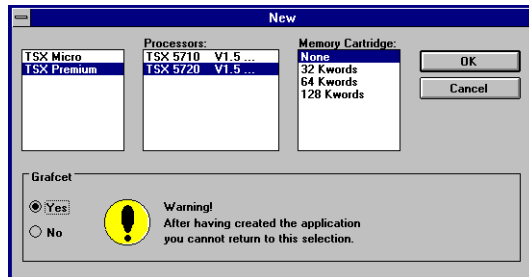 New
Processors:
Memory Cartridge:
TSX Micro
TSX Premium
TSX 5710 V1.5 ...
TSX 5720 V1.5 ...
None
32 Kwords
64 Kwords
128 Kwords
OK
Cancel
Grafcet
Yes
No
Warning!
After having created the application
you cannot return to this selection.